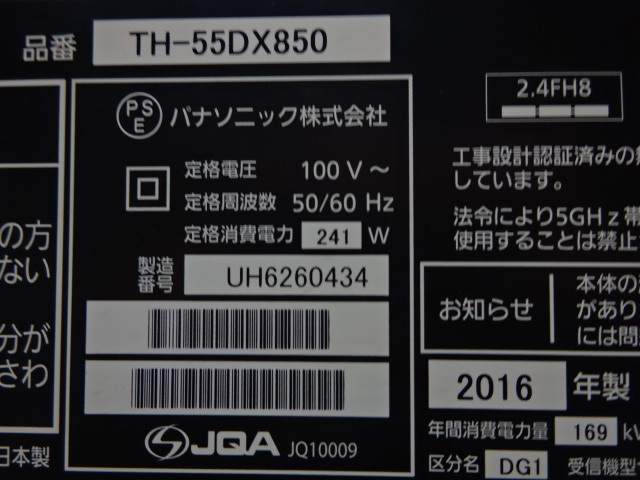 品番 TH-55DX850
PSE パナソニック株式会社
定格電圧 100 V～
定格周波数 50/60 Hz
定格消費電力 241 W
製造番号 UH6260434
JQA JQ10009
の方
ない
分が
さわ
日本製
2.4FH8
工事設計認証済みの
しています。
法令により5GHz帯
使用することは禁止
お知らせ
本体の
があり
には問
2016 年製
年間消費電力量 169
区分名 DG1 受信機型